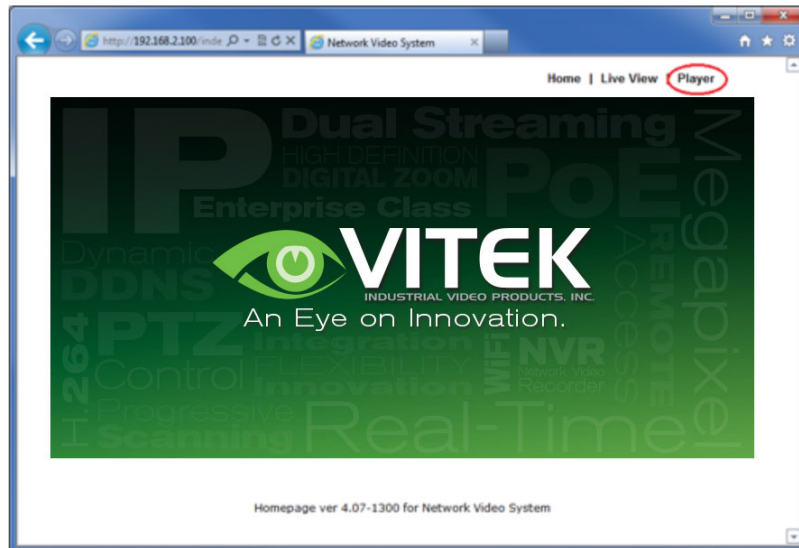 http://192.168.2.100/inde
Network Video System
Home | Live View | Player
IP
Dual Streaming
HIGH DEFINITION
DIGITAL ZOOM
PoE
Megapixel
Enterprise Class
Dynamic
DDNS
REMOTE
Access
VITEK
INDUSTRIAL VIDEO PRODUCTS, INC.
An Eye on Innovation.
H.264
PTZ
Integration
Control
FLEXIBILITY
Innovation
WiFi
NVR
Network Video
Recorder
Progressive
Scanning
Real-Time
Homepage ver 4.07-1300 for Network Video System